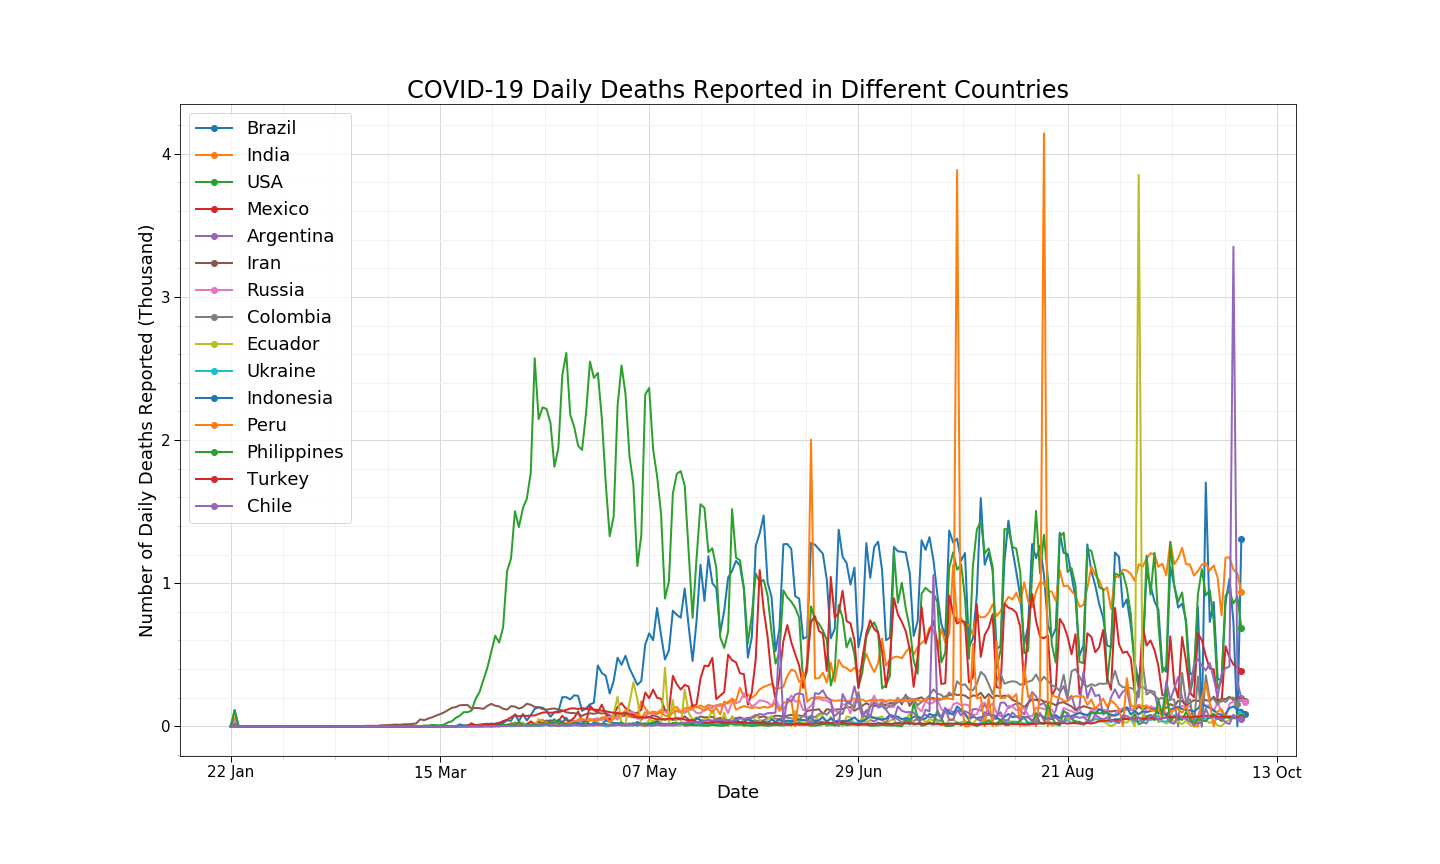 COVID-19 Daily Deaths Reported in Different Countries
Number of Daily Deaths Reported (Thousand)
4
3
2
1
0
Brazil
India
USA
Mexico
Argentina
Iran
Russia
Colombia
Ecuador
Ukraine
Indonesia
Peru
Philippines
Turkey
Chile
22 Jan
15 Mar
07 May
29 Jun
21 Aug
13 Oct
Date